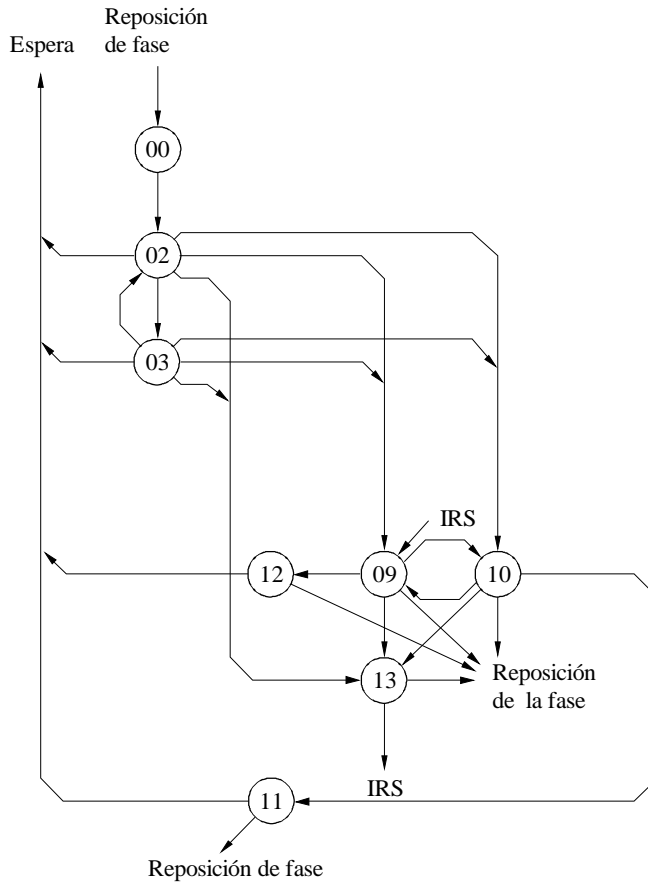 Reposición
de fase
Espera
00
02
03
IRS
12
09
10
Reposición
de la fase
13
IRS
11
Reposición de fase